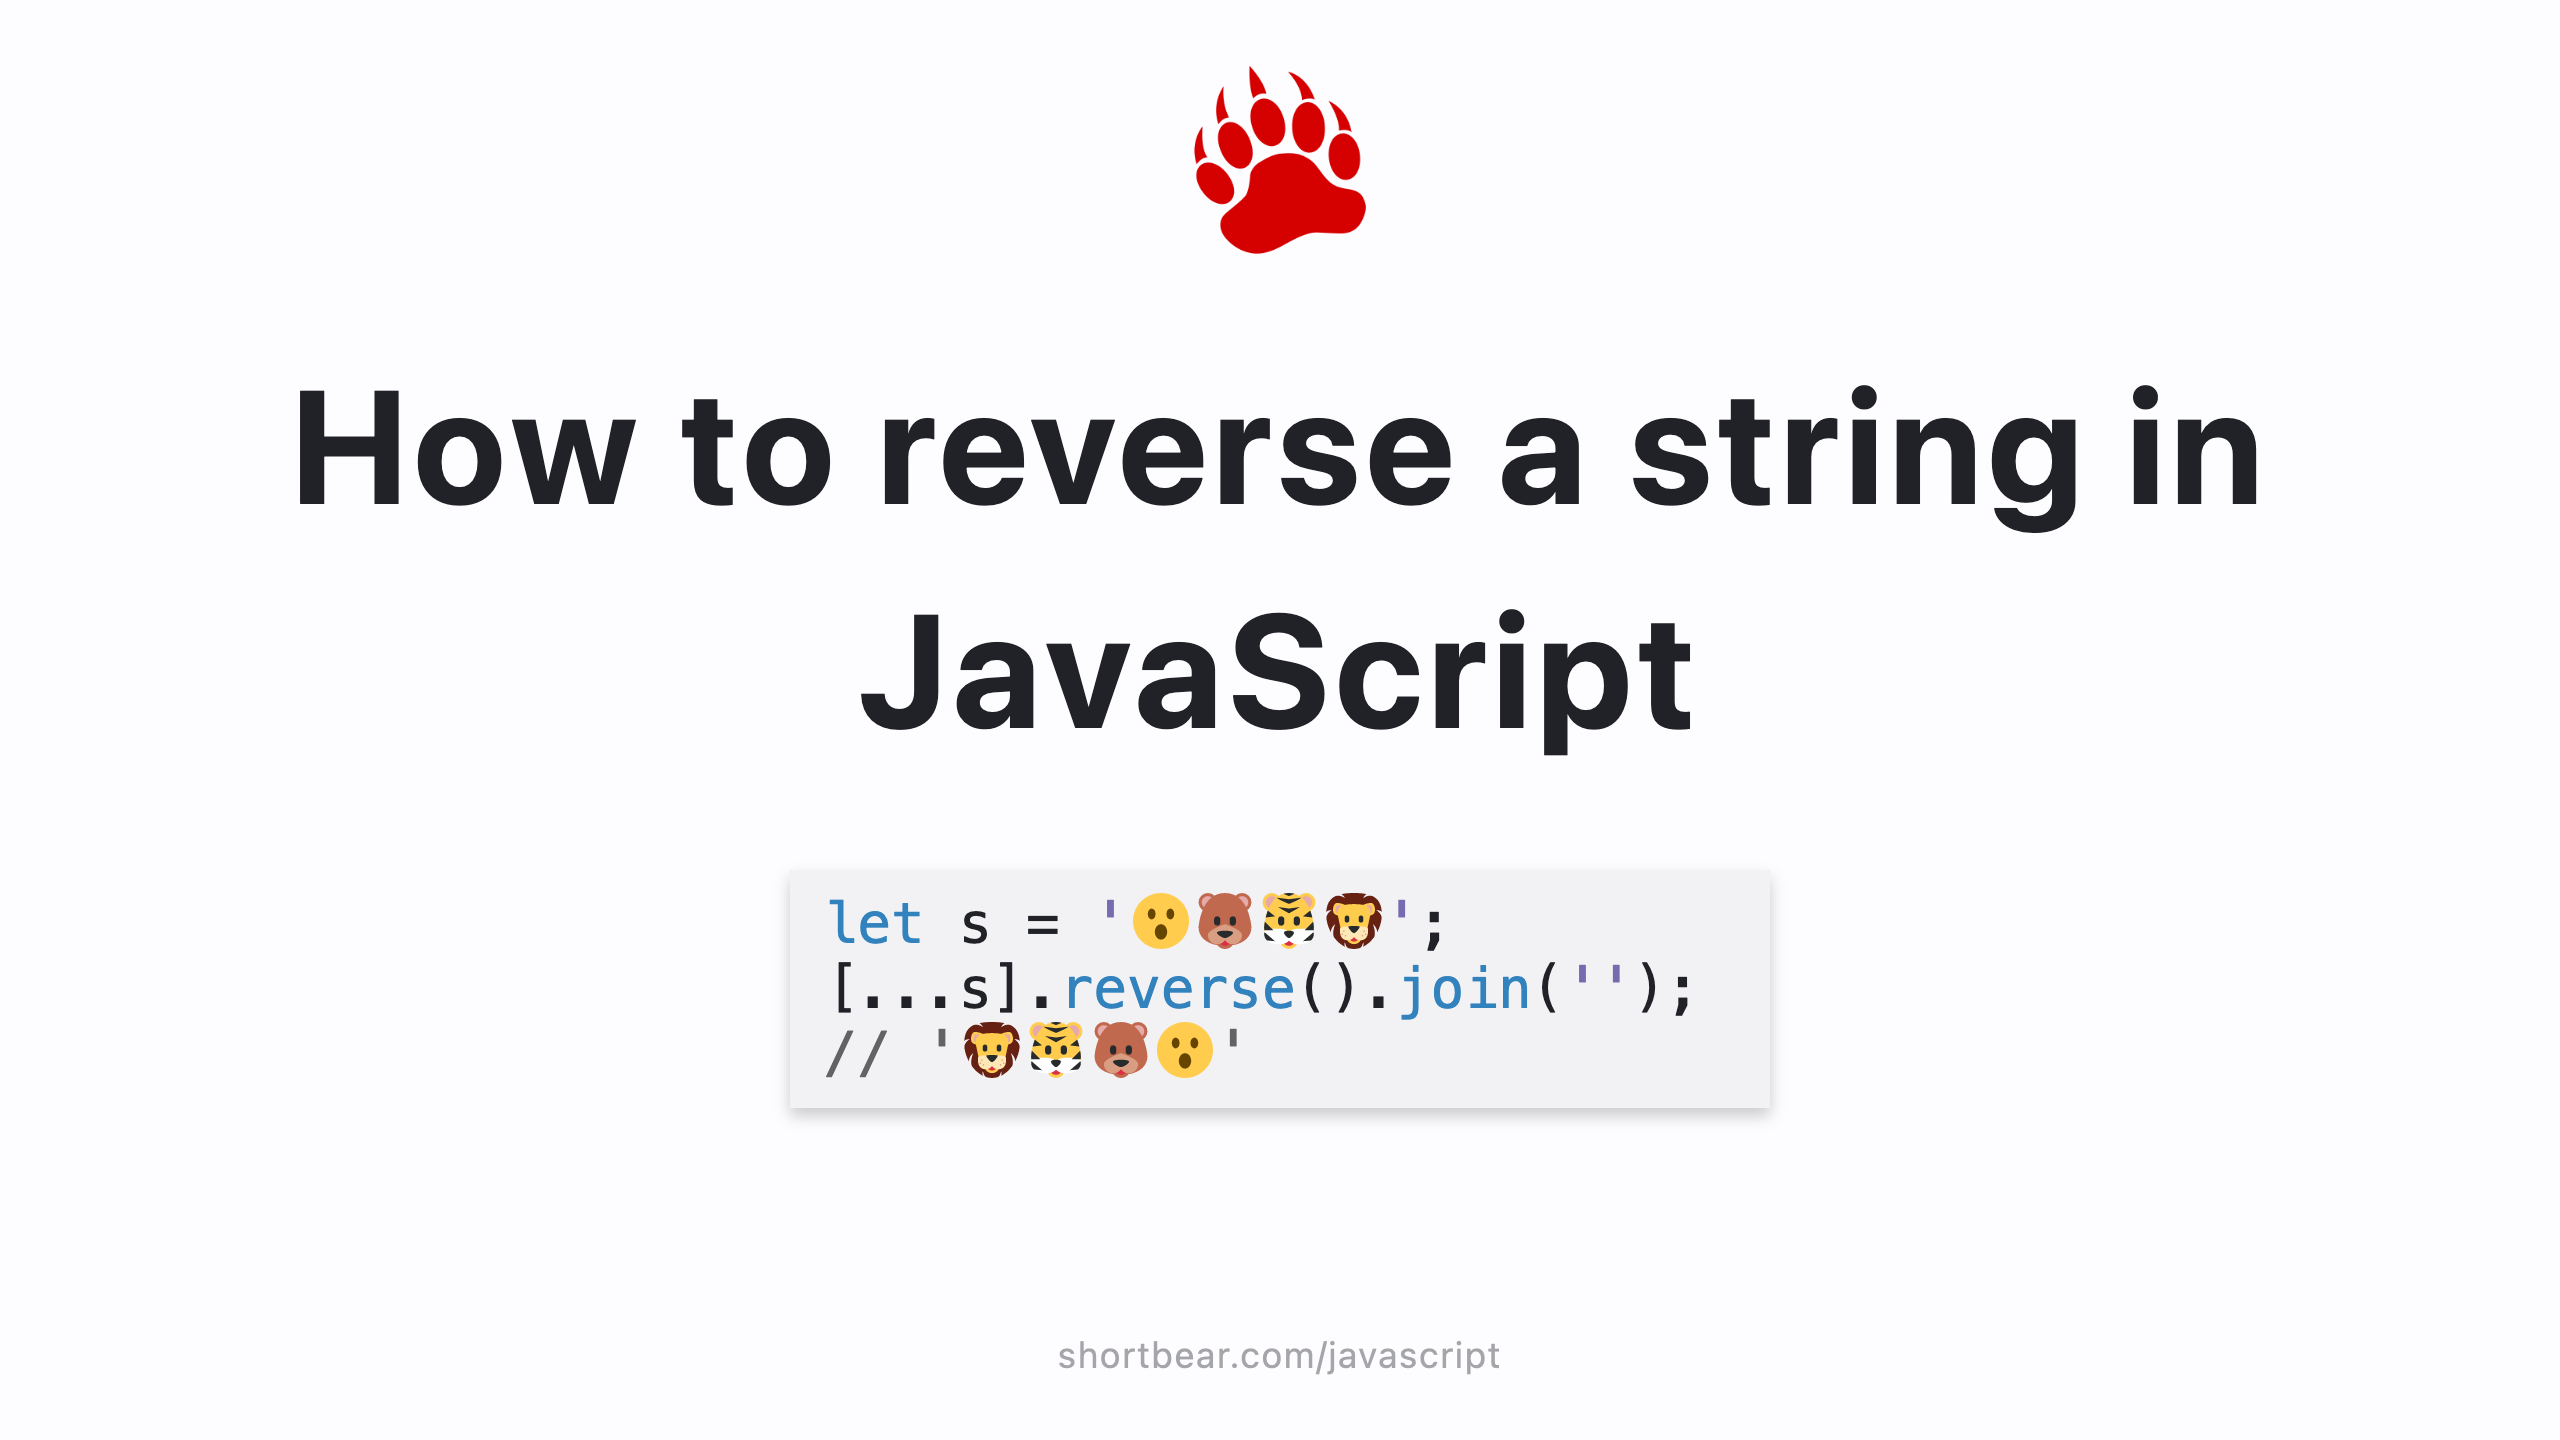 How to reverse a string in
JavaScript
let s = '😮🐻🐯🦁';
[...s].reverse().join('');
// '🦁🐯🐻😮'
shortbear.com/javascript